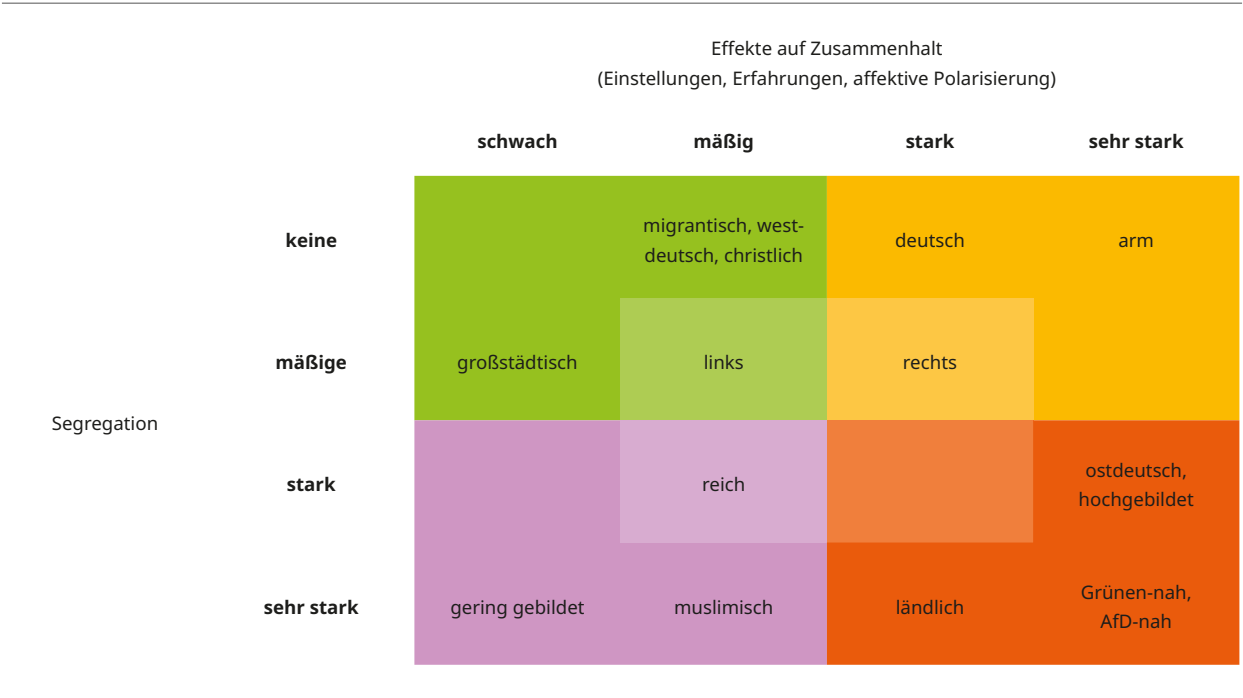 Effekte auf Zusammenhalt
(Einstellungen, Erfahrungen, affektive Polarisierung)
schwach mäßig stark sehr stark
keine
migrantisch, west-
deutsch, christlich
deutsch
arm
mäßige
großstädtisch
links
rechts
Segregation
stark
reich
ostdeutsch,
hochgebildet
sehr stark
gering gebildet
muslimisch
ländlich
Grünen-nah,
AfD-nah